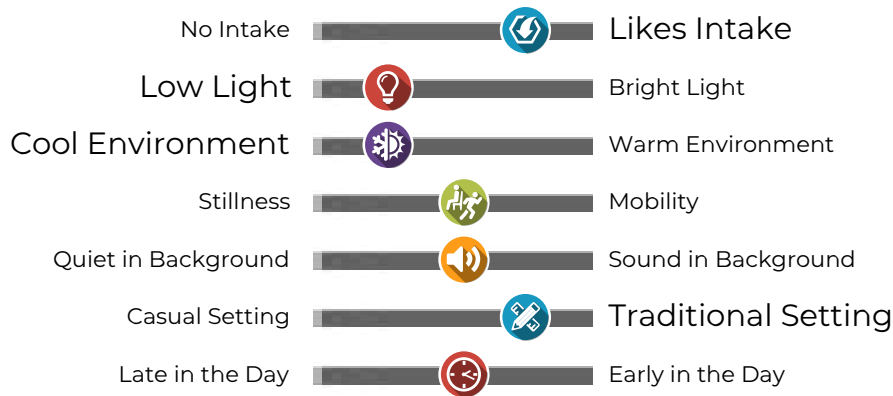 No Intake Likes Intake
Low Light Bright Light
Cool Environment Warm Environment
Stillness Mobility
Quiet in Background Sound in Background
Casual Setting Traditional Setting
Late in the Day Early in the Day